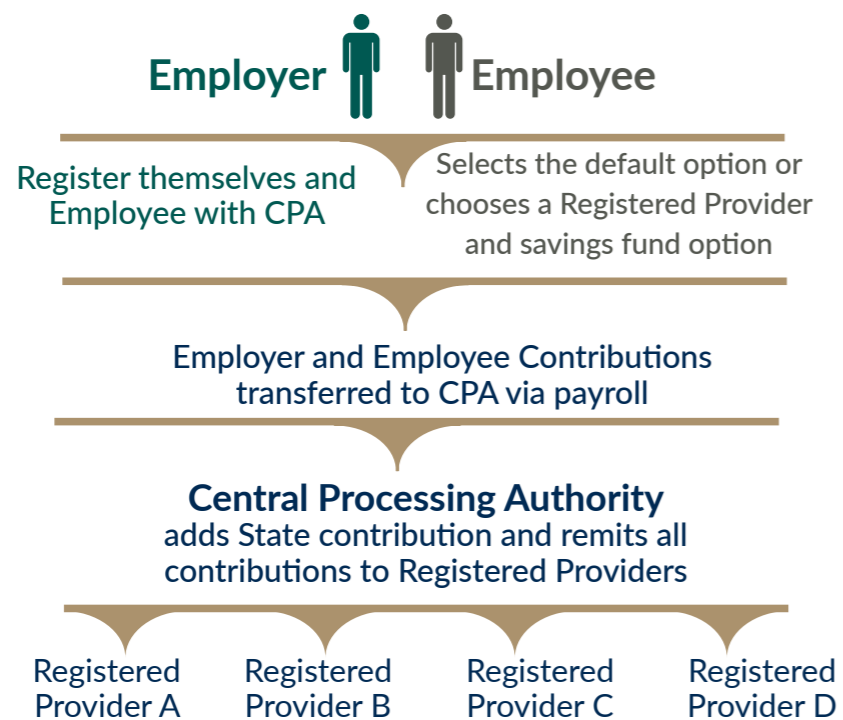 Employer
Employee
Register themselves and
Employee with CPA
Selects the default option or
chooses a Registered Provider
and savings fund option
Employer and Employee Contributions
transferred to CPA via payroll
Central Processing Authority
adds State contribution and remits all
contributions to Registered Providers
Registered
Provider A
Registered
Provider B
Registered
Provider C
Registered
Provider D